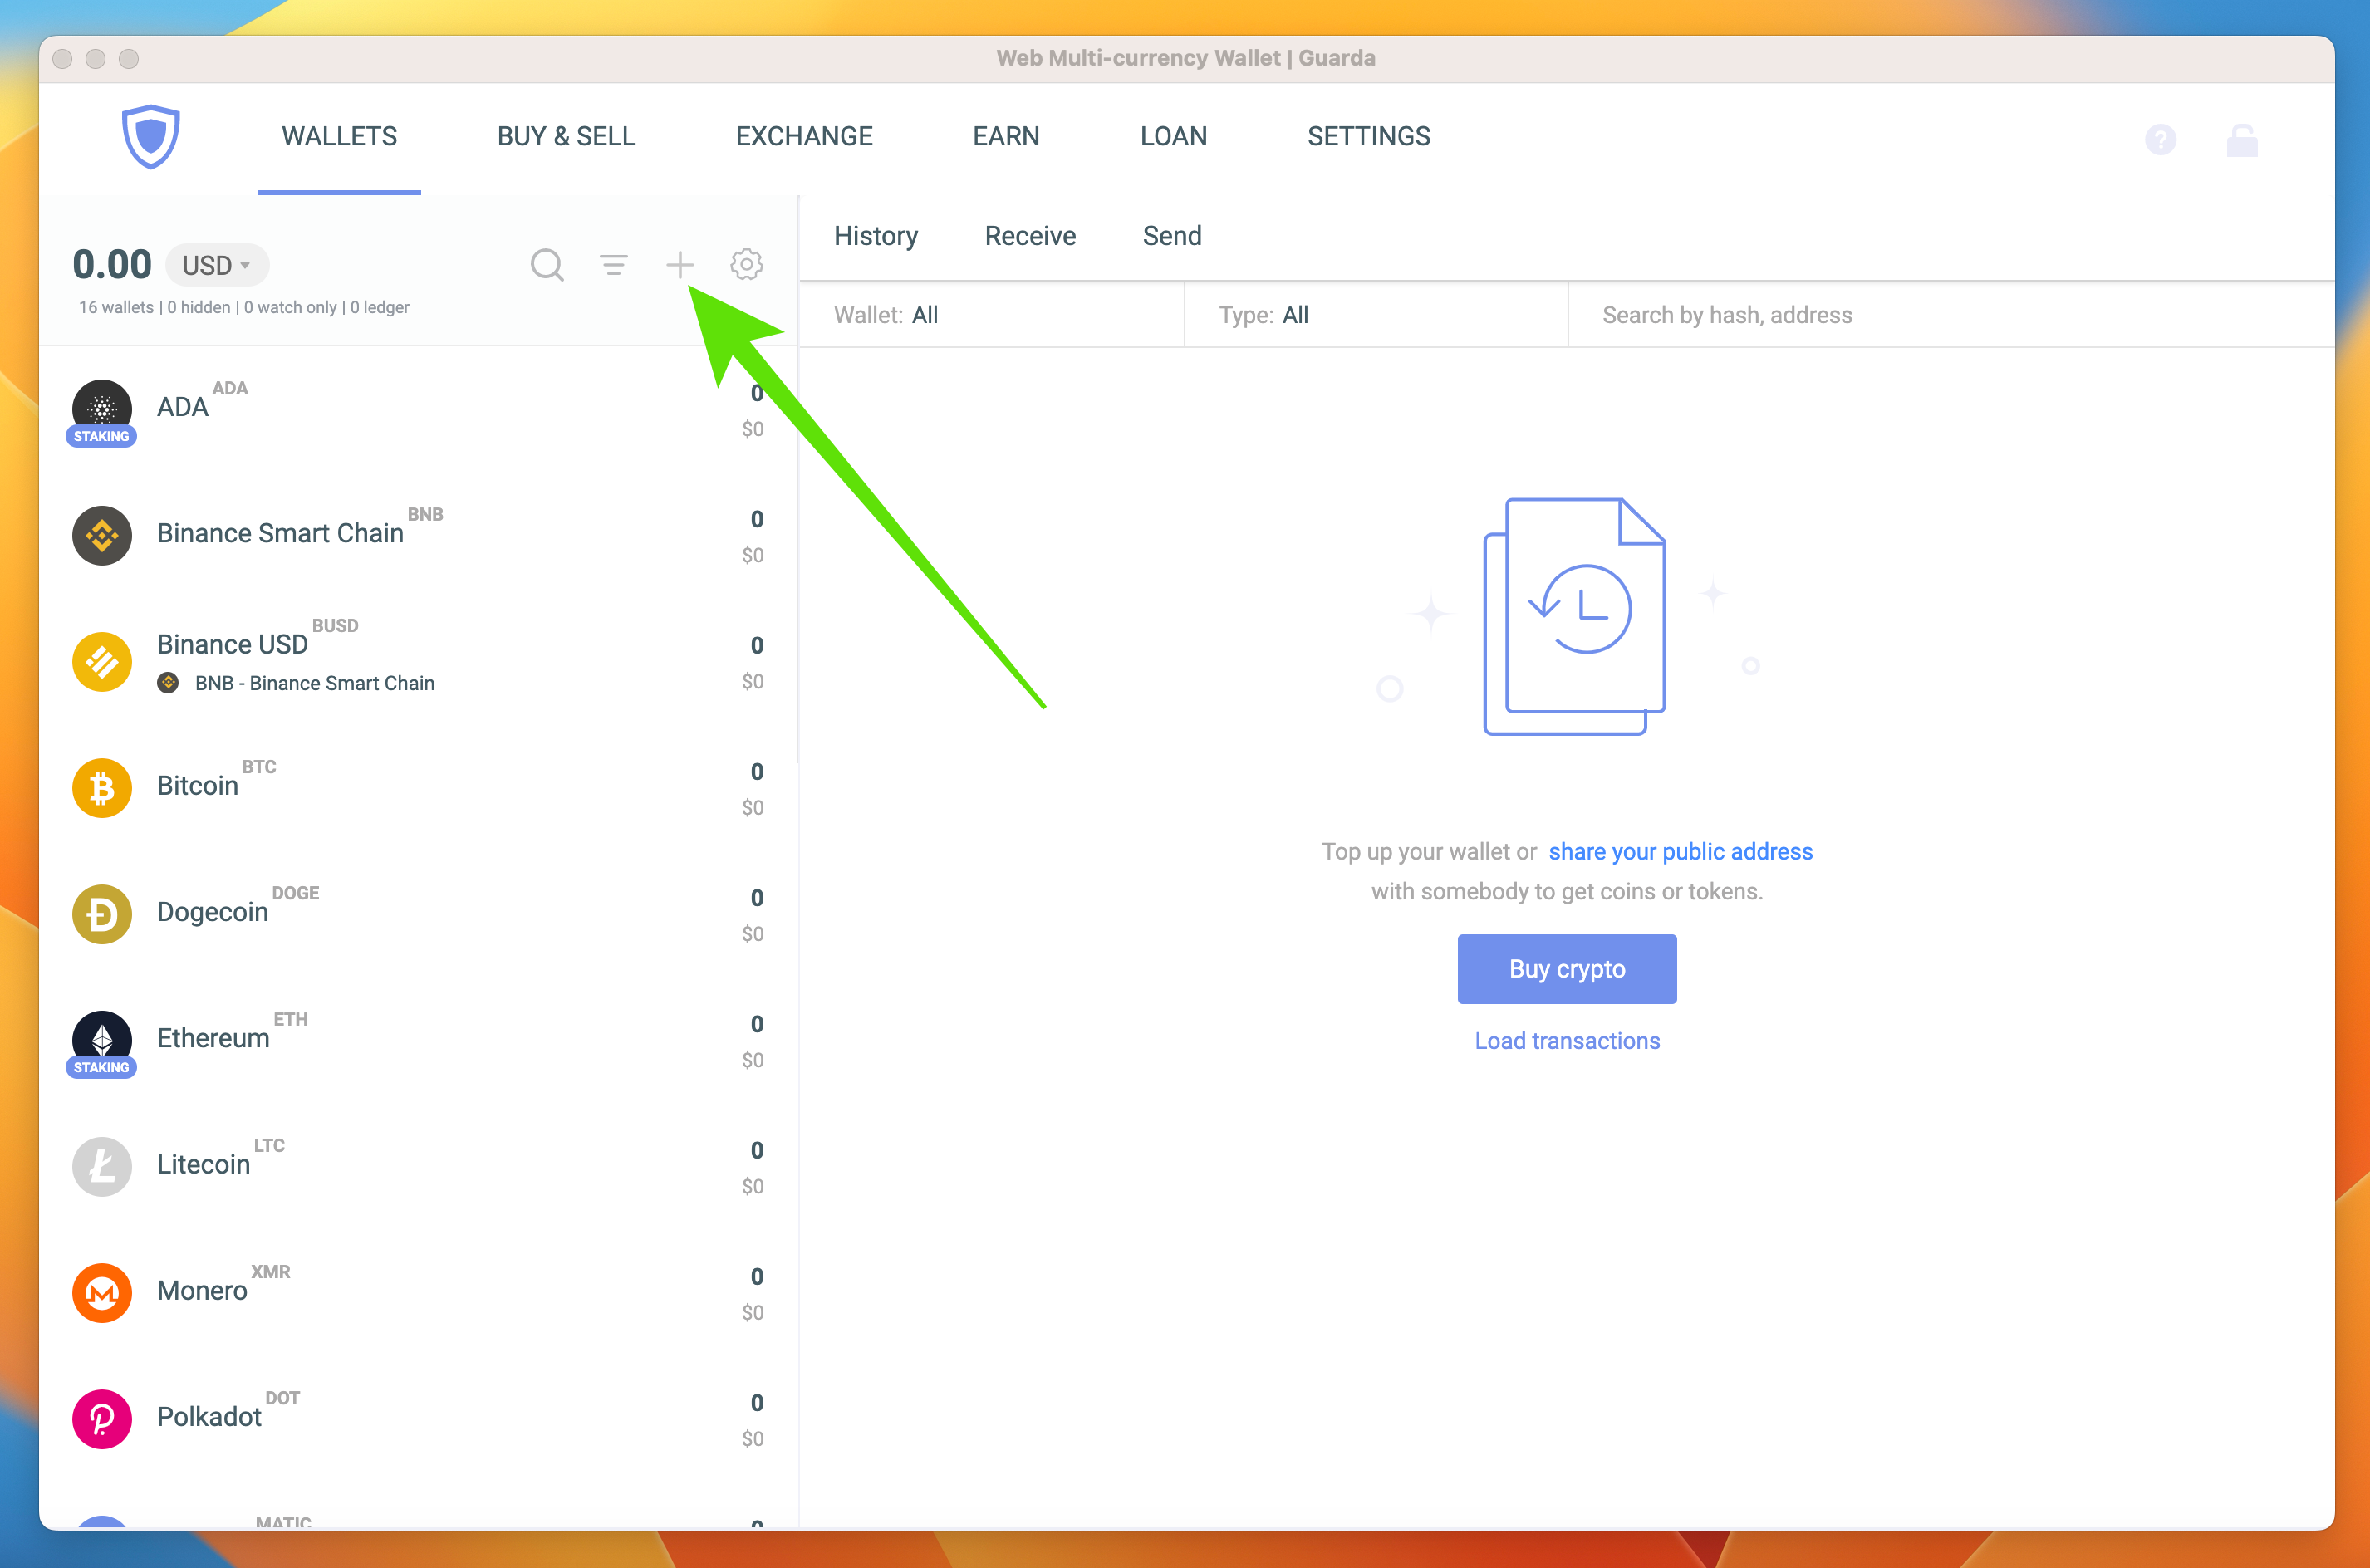 Web Multi-currency Wallet | Guarda
WALLETS
BUY & SELL
EXCHANGE
EARN
LOAN
SETTINGS
?
0.00
USD
16 wallets | 0 hidden | 0 watch only | 0 ledger
History
Receive
Send
Wallet: All
Type: All
Search by hash, address
ADA ADA
STAKING
0
$0
Binance Smart Chain BNB
0
$0
Binance USD BUSD
BNB - Binance Smart Chain
0
$0
Bitcoin BTC
0
$0
Dogecoin DOGE
0
$0
Ethereum ETH
STAKING
0
$0
Litecoin LTC
0
$0
Monero XMR
0
$0
Polkadot DOT
0
$0
MATIC
0
Top up your wallet or share your public address
with somebody to get coins or tokens.
Buy crypto
Load transactions